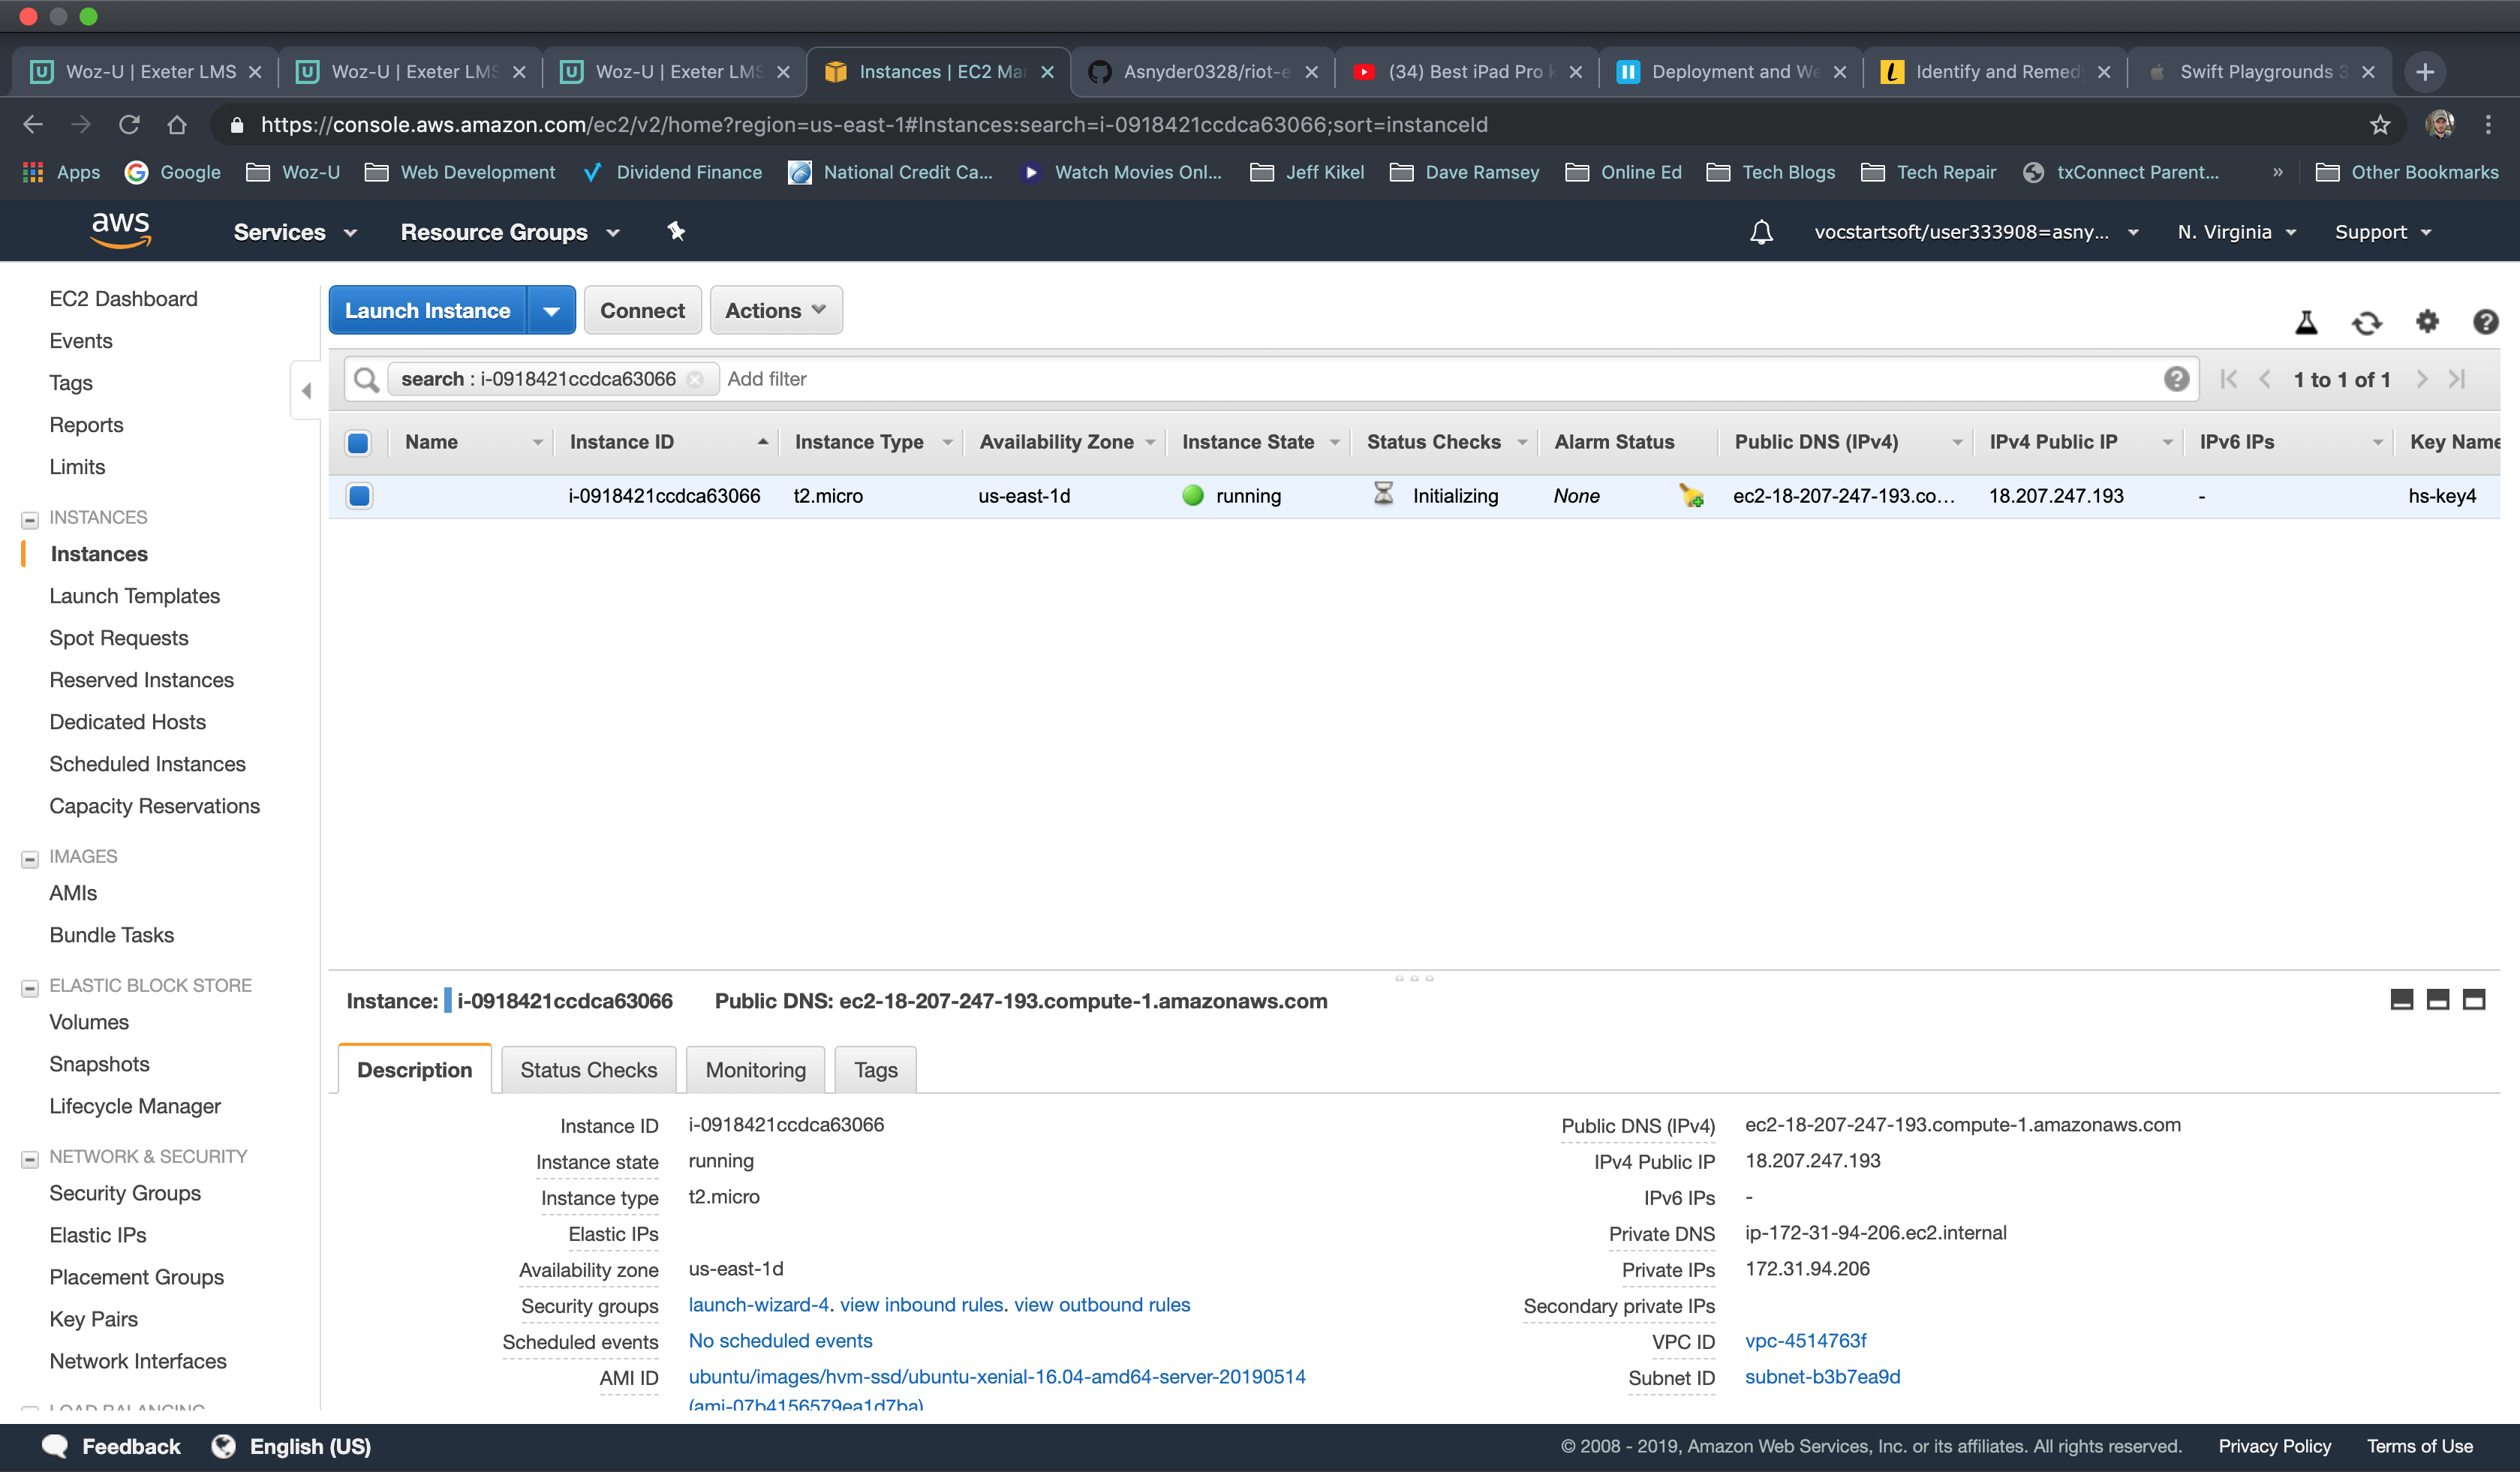 Woz-U | Exeter LMS
Woz-U | Exeter LMS
Woz-U | Exeter LMS
Instances | EC2 Mar
Asnyder0328/riot-e
(34) Best iPad Pro k
Deployment and We
Identify and Remed
Swift Playgrounds 3
https://console.aws.amazon.com/ec2/v2/home?region=us-east-1#Instances:search=i-0918421ccdca63066;sort=instanceId
Apps Google Woz-U Web Development Dividend Finance National Credit Ca... Watch Movies Onl... Jeff Kikel Dave Ramsey Online Ed Tech Blogs Tech Repair txConnect Parent... » Other Bookmarks
aws Services Resource Groups vocstartsoft/user333908=asny... N. Virginia Support
EC2 Dashboard
Events
Tags
Reports
Limits
INSTANCES
Instances
Launch Templates
Spot Requests
Reserved Instances
Dedicated Hosts
Scheduled Instances
Capacity Reservations
IMAGES
AMIs
Bundle Tasks
ELASTIC BLOCK STORE
Volumes
Snapshots
Lifecycle Manager
NETWORK & SECURITY
Security Groups
Elastic IPs
Placement Groups
Key Pairs
Network Interfaces
LOAD BALANCING
Launch Instance Connect Actions
search : i-0918421ccdca63066 Add filter 1 to 1 of 1
Name Instance ID Instance Type Availability Zone Instance State Status Checks Alarm Status Public DNS (IPv4) IPv4 Public IP IPv6 IPs Key Name
i-0918421ccdca63066 t2.micro us-east-1d running Initializing None ec2-18-207-247-193.co... 18.207.247.193 - hs-key4
Instance: i-0918421ccdca63066 Public DNS: ec2-18-207-247-193.compute-1.amazonaws.com
Description Status Checks Monitoring Tags
Instance ID i-0918421ccdca63066
Instance state running
Instance type t2.micro
Elastic IPs
Availability zone us-east-1d
Security groups launch-wizard-4. view inbound rules. view outbound rules
Scheduled events No scheduled events
AMI ID ubuntu/images/hvm-ssd/ubuntu-xenial-16.04-amd64-server-20190514
(ami-07b4156579ea1d7ba)
Public DNS (IPv4) ec2-18-207-247-193.compute-1.amazonaws.com
IPv4 Public IP 18.207.247.193
IPv6 IPs -
Private DNS ip-172-31-94-206.ec2.internal
Private IPs 172.31.94.206
Secondary private IPs
VPC ID vpc-4514763f
Subnet ID subnet-b3b7ea9d
Feedback English (US) © 2008 - 2019, Amazon Web Services, Inc. or its affiliates. All rights reserved. Privacy Policy Terms of Use